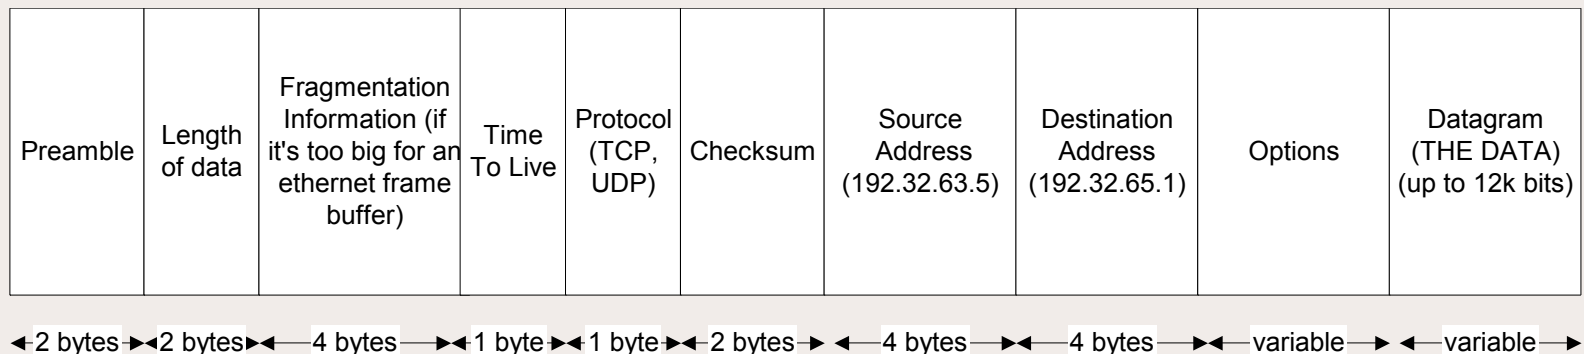 Preamble
Length
of data
Fragmentation
Information (if
it's too big for an
ethernet frame
buffer)
Time
To Live
Protocol
(TCP,
UDP)
Checksum
Source
Address
(192.32.63.5)
Destination
Address
(192.32.65.1)
Options
Datagram
(THE DATA)
(up to 12k bits)
2 bytes
2 bytes
4 bytes
1 byte
1 byte
2 bytes
4 bytes
4 bytes
variable
variable